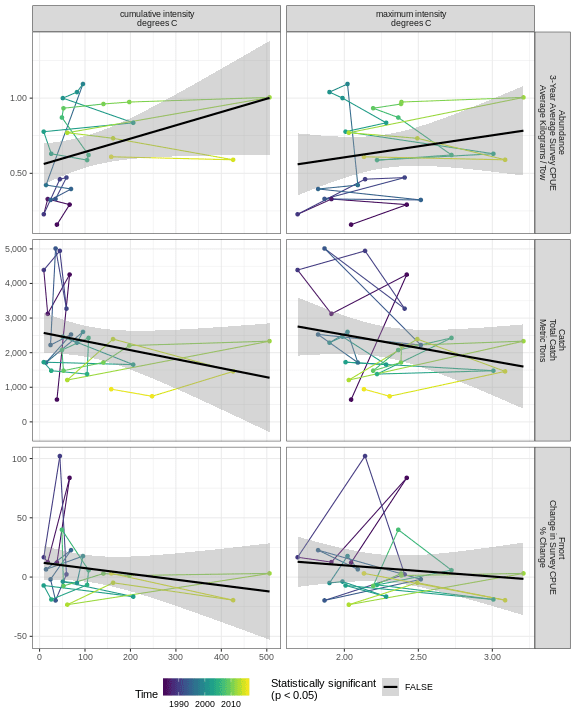 cumulative intensity
degrees C
maximum intensity
degrees C
1.00
0.50
Abundance
3-Year Average Survey CPUE
Average Kilograms / Tow
5,000
4,000
3,000
2,000
1,000
0
Catch
Total Catch
Metric Tons
100
50
0
-50
Fmort
Change in Survey CPUE
% Change
0
100
200
300
400
500
2.00
2.50
3.00
Time
1990
2000
2010
Statistically significant
(p < 0.05)
FALSE